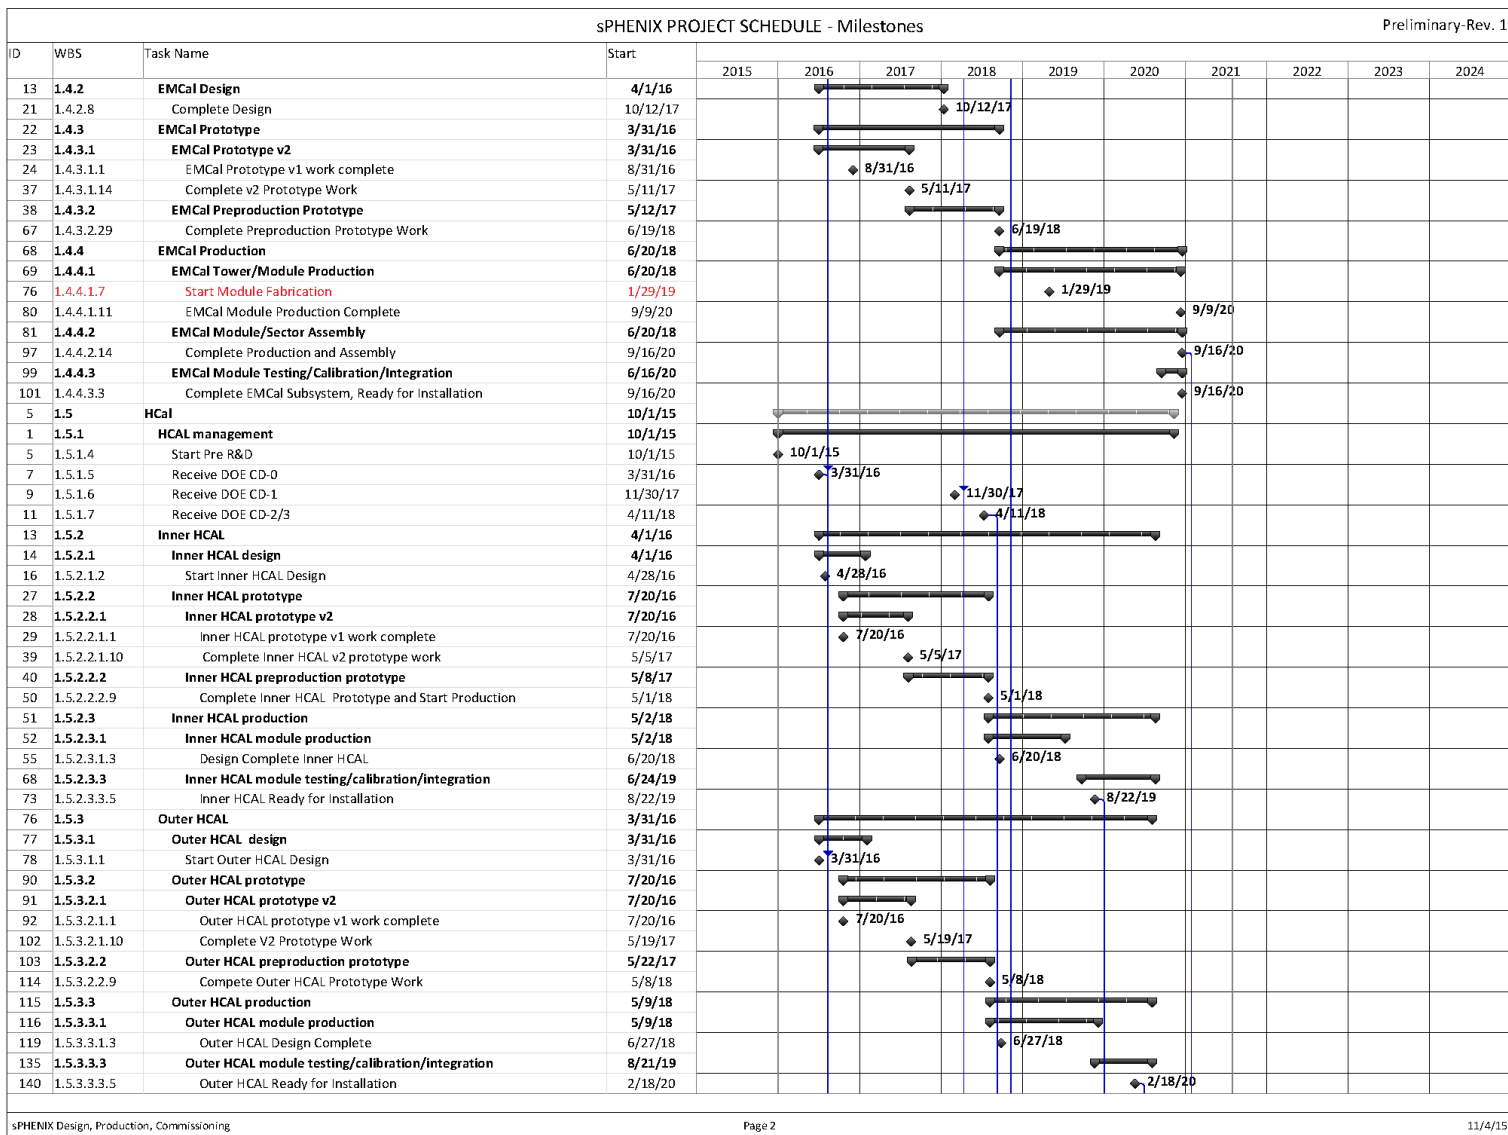 sPHENIX PROJECT SCHEDULE - Milestones Preliminary-Rev. 1
ID WBS Task Name Start
2015 2016 2017 2018 2019 2020 2021 2022 2023 2024
13 1.4.2 EMCal Design 4/1/16
21 1.4.2.8 Complete Design 10/12/17 10/12/17
22 1.4.3 EMCal Prototype 3/31/16
23 1.4.3.1 EMCal Prototype v2 3/31/16
24 1.4.3.1.1 EMCal Prototype v1 work complete 8/31/16 8/31/16
37 1.4.3.1.14 Complete v2 Prototype Work 5/11/17 5/11/17
38 1.4.3.2 EMCal Preproduction Prototype 5/12/17
67 1.4.3.2.29 Complete Preproduction Prototype Work 6/19/18 6/19/18
68 1.4.4 EMCal Production 6/20/18
69 1.4.4.1 EMCal Tower/Module Production 6/20/18
76 1.4.4.1.7 Start Module Fabrication 1/29/19 1/29/19
80 1.4.4.1.11 EMCal Module Production Complete 9/9/20 9/9/20
81 1.4.4.2 EMCal Module/Sector Assembly 6/20/18
97 1.4.4.2.14 Complete Production and Assembly 9/16/20 9/16/20
99 1.4.4.3 EMCal Module Testing/Calibration/Integration 6/16/20
101 1.4.4.3.3 Complete EMCal Subsystem, Ready for Installation 9/16/20 9/16/20
5 1.5 HCal 10/1/15
1 1.5.1 HCAL management 10/1/15
5 1.5.1.4 Start Pre R&D 10/1/15 10/1/15
7 1.5.1.5 Receive DOE CD-0 3/31/16 3/31/16
9 1.5.1.6 Receive DOE CD-1 11/30/17 11/30/17
11 1.5.1.7 Receive DOE CD-2/3 4/11/18 4/11/18
13 1.5.2 Inner HCAL 4/1/16
14 1.5.2.1 Inner HCAL design 4/1/16
16 1.5.2.1.2 Start Inner HCAL Design 4/28/16 4/28/16
27 1.5.2.2 Inner HCAL prototype 7/20/16
28 1.5.2.2.1 Inner HCAL prototype v2 7/20/16
29 1.5.2.2.1.1 Inner HCAL prototype v1 work complete 7/20/16 7/20/16
39 1.5.2.2.1.10 Complete Inner HCAL v2 prototype work 5/5/17 5/5/17
40 1.5.2.2.2 Inner HCAL preproduction prototype 5/8/17
50 1.5.2.2.2.9 Complete Inner HCAL Prototype and Start Production 5/1/18 5/1/18
51 1.5.2.3 Inner HCAL production 5/2/18
52 1.5.2.3.1 Inner HCAL module production 5/2/18
55 1.5.2.3.1.3 Design Complete Inner HCAL 6/20/18 6/20/18
68 1.5.2.3.3 Inner HCAL module testing/calibration/integration 6/24/19
73 1.5.2.3.3.5 Inner HCAL Ready for Installation 8/22/19 8/22/19
76 1.5.3 Outer HCAL 3/31/16
77 1.5.3.1 Outer HCAL design 3/31/16
78 1.5.3.1.1 Start Outer HCAL Design 3/31/16 3/31/16
90 1.5.3.2 Outer HCAL prototype 7/20/16
91 1.5.3.2.1 Outer HCAL prototype v2 7/20/16
92 1.5.3.2.1.1 Outer HCAL prototype v1 work complete 7/20/16 7/20/16
102 1.5.3.2.1.10 Complete V2 Prototype Work 5/19/17 5/19/17
103 1.5.3.2.2 Outer HCAL preproduction prototype 5/22/17
114 1.5.3.2.2.9 Compete Outer HCAL Prototype Work 5/8/18 5/8/18
115 1.5.3.3 Outer HCAL production 5/9/18
116 1.5.3.3.1 Outer HCAL module production 5/9/18
119 1.5.3.3.1.3 Outer HCAL Design Complete 6/27/18 6/27/18
135 1.5.3.3.3 Outer HCAL module testing/calibration/integration 8/21/19
140 1.5.3.3.3.5 Outer HCAL Ready for Installation 2/18/20 2/18/20
sPHENIX Design, Production, Commissioning Page 2 11/4/15